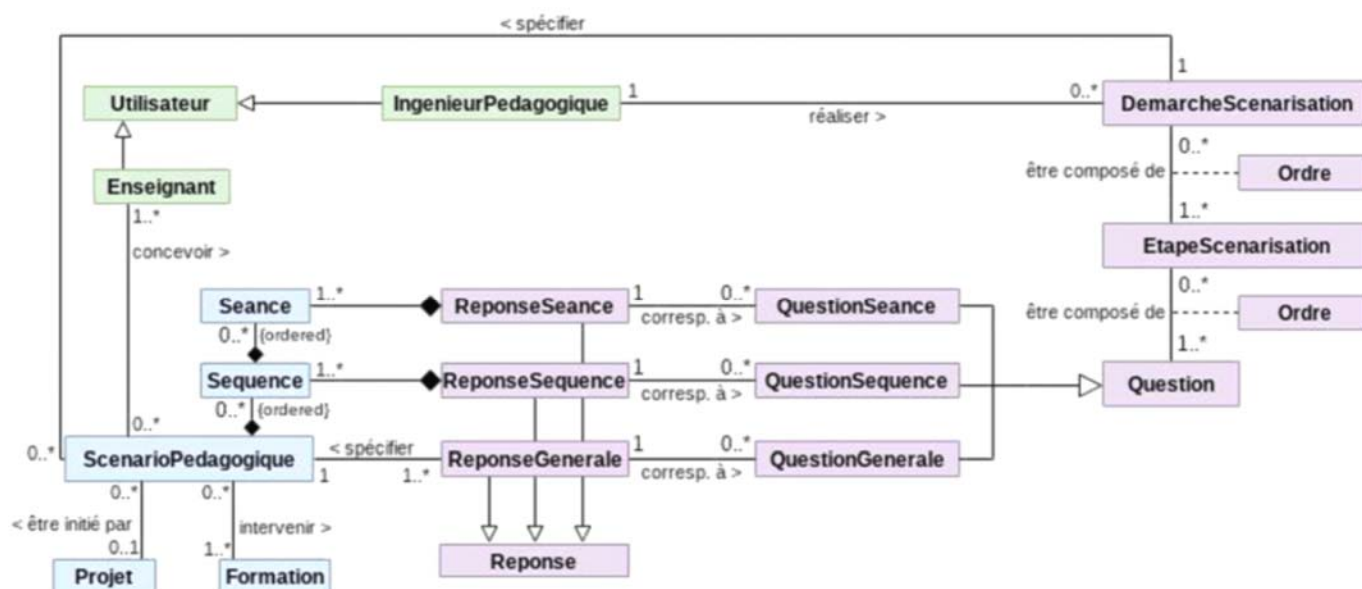 < spécifier
1
Utilisateur
IngenieurPedagogique
1
réaliser >
0..*
DemarcheScenarisation
0..*
être composé de
Ordre
Enseignant
1..*
concevoir >
1..*
EtapeScenarisation
Seance
1..*
ReponseSeance
1
0..*
corresp. à >
QuestionSeance
0..*
être composé de
Ordre
0..*
{ordered}
Sequence
1..*
ReponseSequence
1
0..*
corresp. à >
QuestionSequence
1..*
Question
0..*
{ordered}
0..*
0..*
ScenarioPedagogique
< spécifier
1
1..*
ReponseGenerale
1
0..*
corresp. à >
QuestionGenerale
0..*
0..*
< être initié par
intervenir >
0..1
1..*
Projet
Formation
Reponse